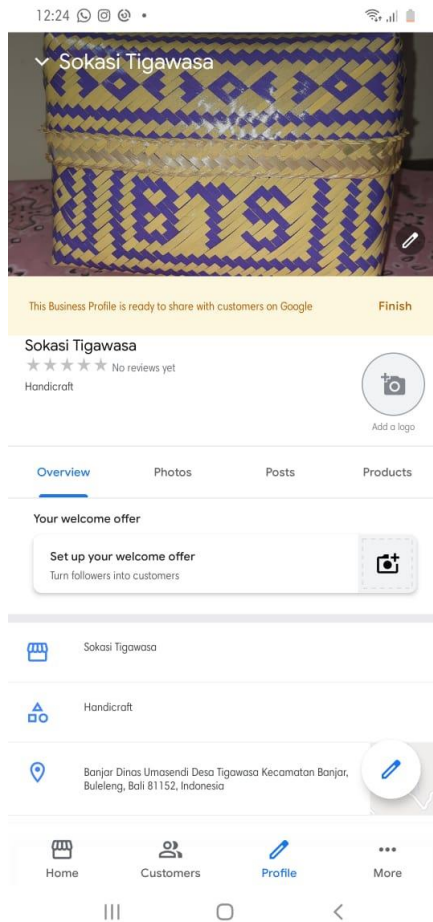 12:24
Sokasi Tigawasa
BTS
This Business Profile is ready to share with customers on Google
Finish
Sokasi Tigawasa
No reviews yet
Handicraft
Add a logo
Overview Photos Posts Products
Your welcome offer
Set up your welcome offer
Turn followers into customers
Sokasi Tigawasa
Handicraft
Banjar Dinas Umasendi Desa Tigawasa Kecamatan Banjar,
Buleleng, Bali 81152, Indonesia
Home Customers Profile More